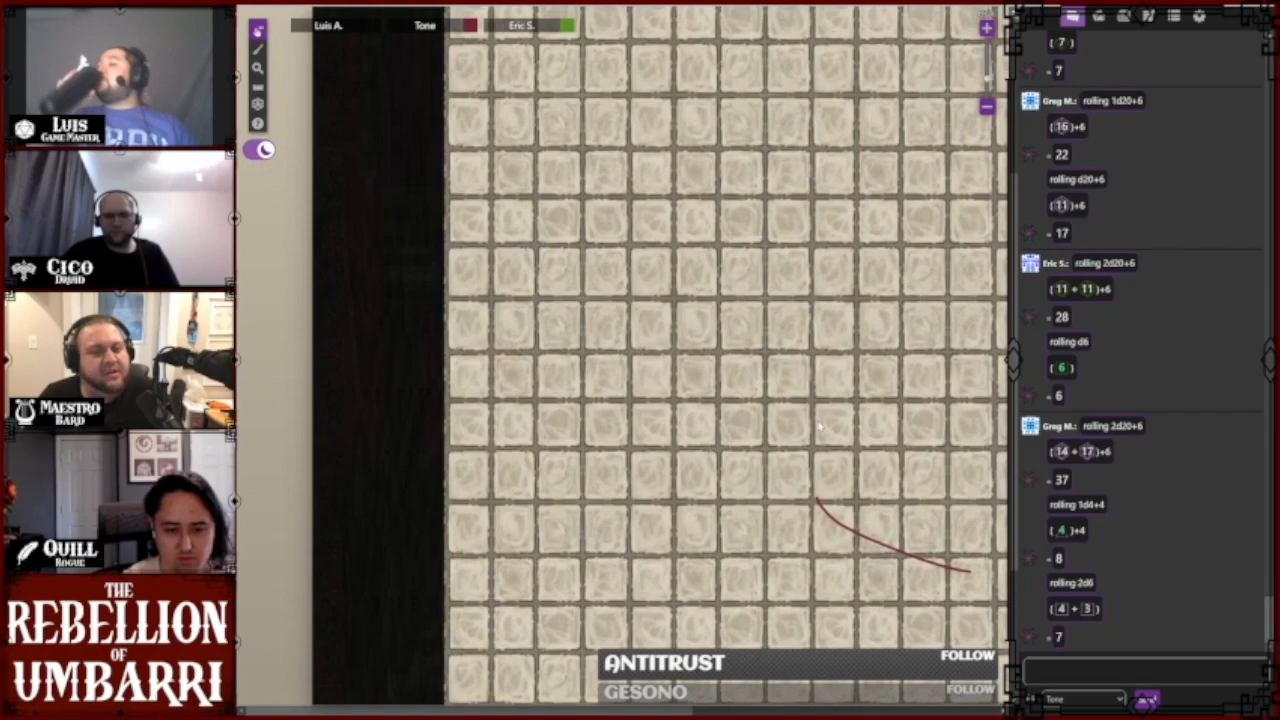 Luis A.
Tone
Eric S.
LUIS
GAME MASTER
CICO
DRUID
MAESTRO
BARD
QUILL
ROGUE
THE
REBELLION
OF
UMBARRI
ANTITRUST
FOLLOW
GESONO
FOLLOW
( 7 )
= 7
Greg M.: rolling 1d20+6
( 16 )+6
= 22
rolling d20+6
( 11 )+6
= 17
Eric S.: rolling 2d20+6
( 11 + 11 )+6
= 28
rolling d6
( 6 )
= 6
Greg M.: rolling 2d20+6
( 14 + 17 )+6
= 37
rolling 1d4+4
( 4 )+4
= 8
rolling 2d6
( 4 + 3 )
= 7
Tone